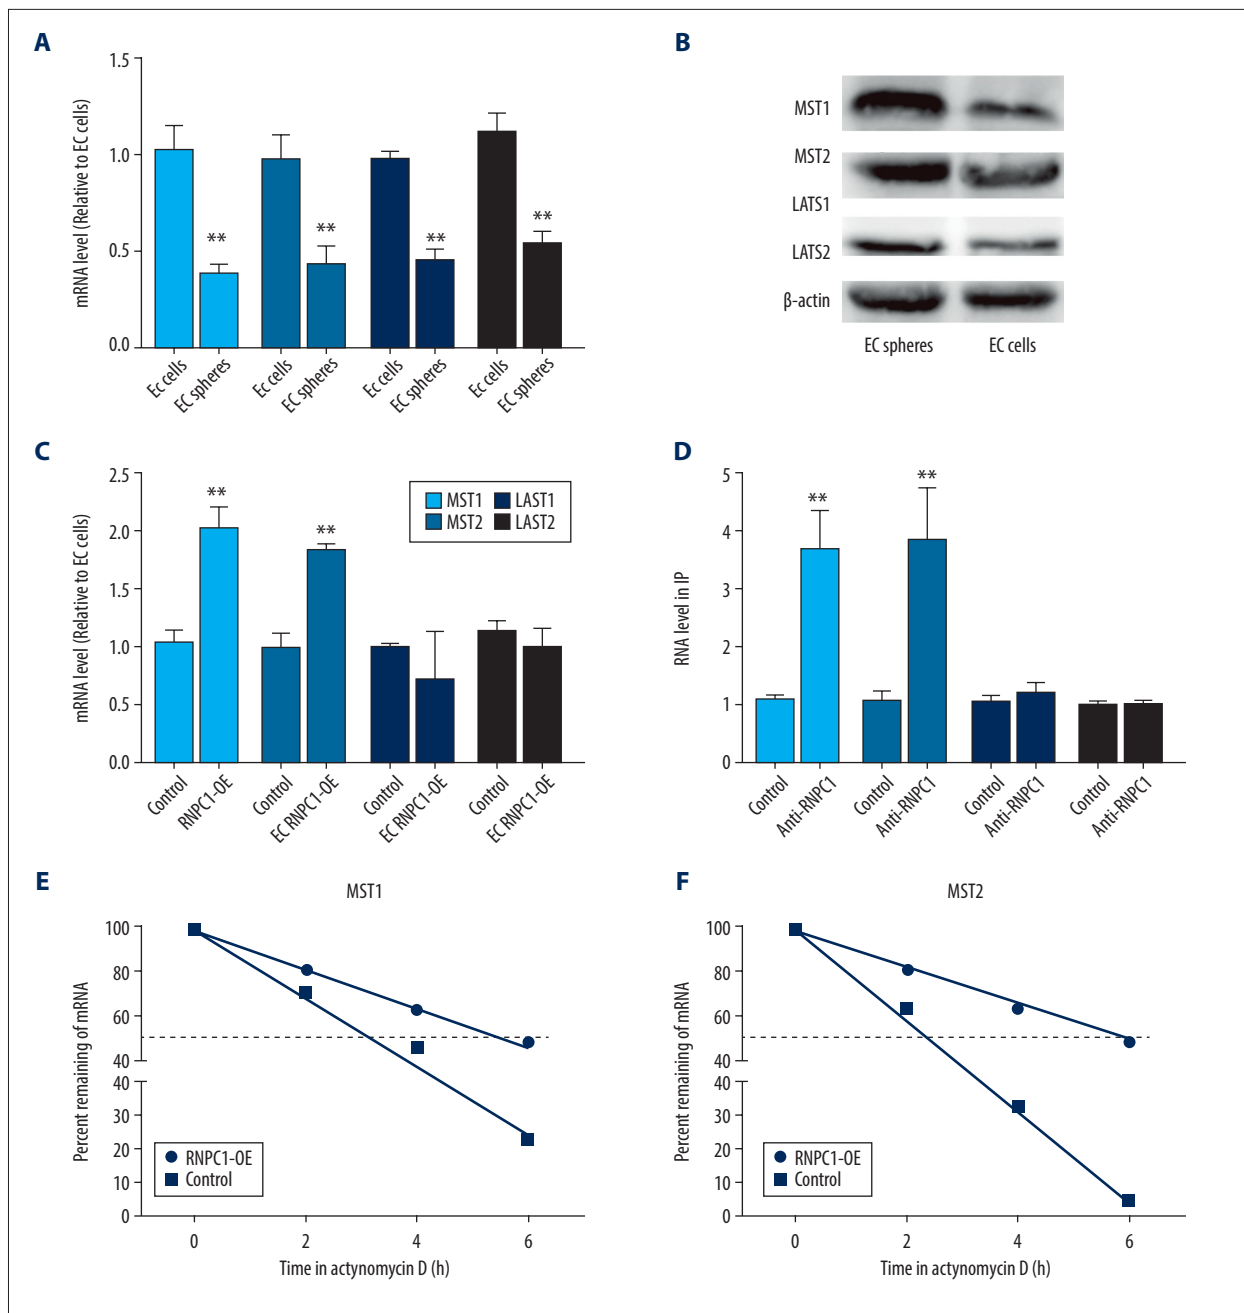 A
mRNA level (Relative to EC cells)
1.5
1.0
0.5
0.0
**
**
**
**
Ec cells
EC spheres
Ec cells
EC spheres
Ec cells
EC spheres
Ec cells
EC spheres
B
MST1
MST2
LATS1
LATS2
β-actin
EC spheres EC cells
C
mRNA level (Relative to EC cells)
2.5
2.0
1.5
1.0
0.5
0.0
**
**
MST1 LAST1
MST2 LAST2
Control
RNPC1-OE
Control
EC RNPC1-OE
Control
EC RNPC1-OE
Control
EC RNPC1-OE
D
RNA level in IP
5
4
3
2
1
0
**
**
Control
Anti-RNPC1
Control
Anti-RNPC1
Control
Anti-RNPC1
Control
Anti-RNPC1
E
MST1
Percent remaining of mRNA
100
80
60
40
40
30
20
10
0
RNPC1-OE
Control
0 2 4 6
Time in actynomycin D (h)
F
MST2
Percent remaining of mRNA
100
80
60
40
40
30
20
10
0
RNPC1-OE
Control
0 2 4 6
Time in actynomycin D (h)